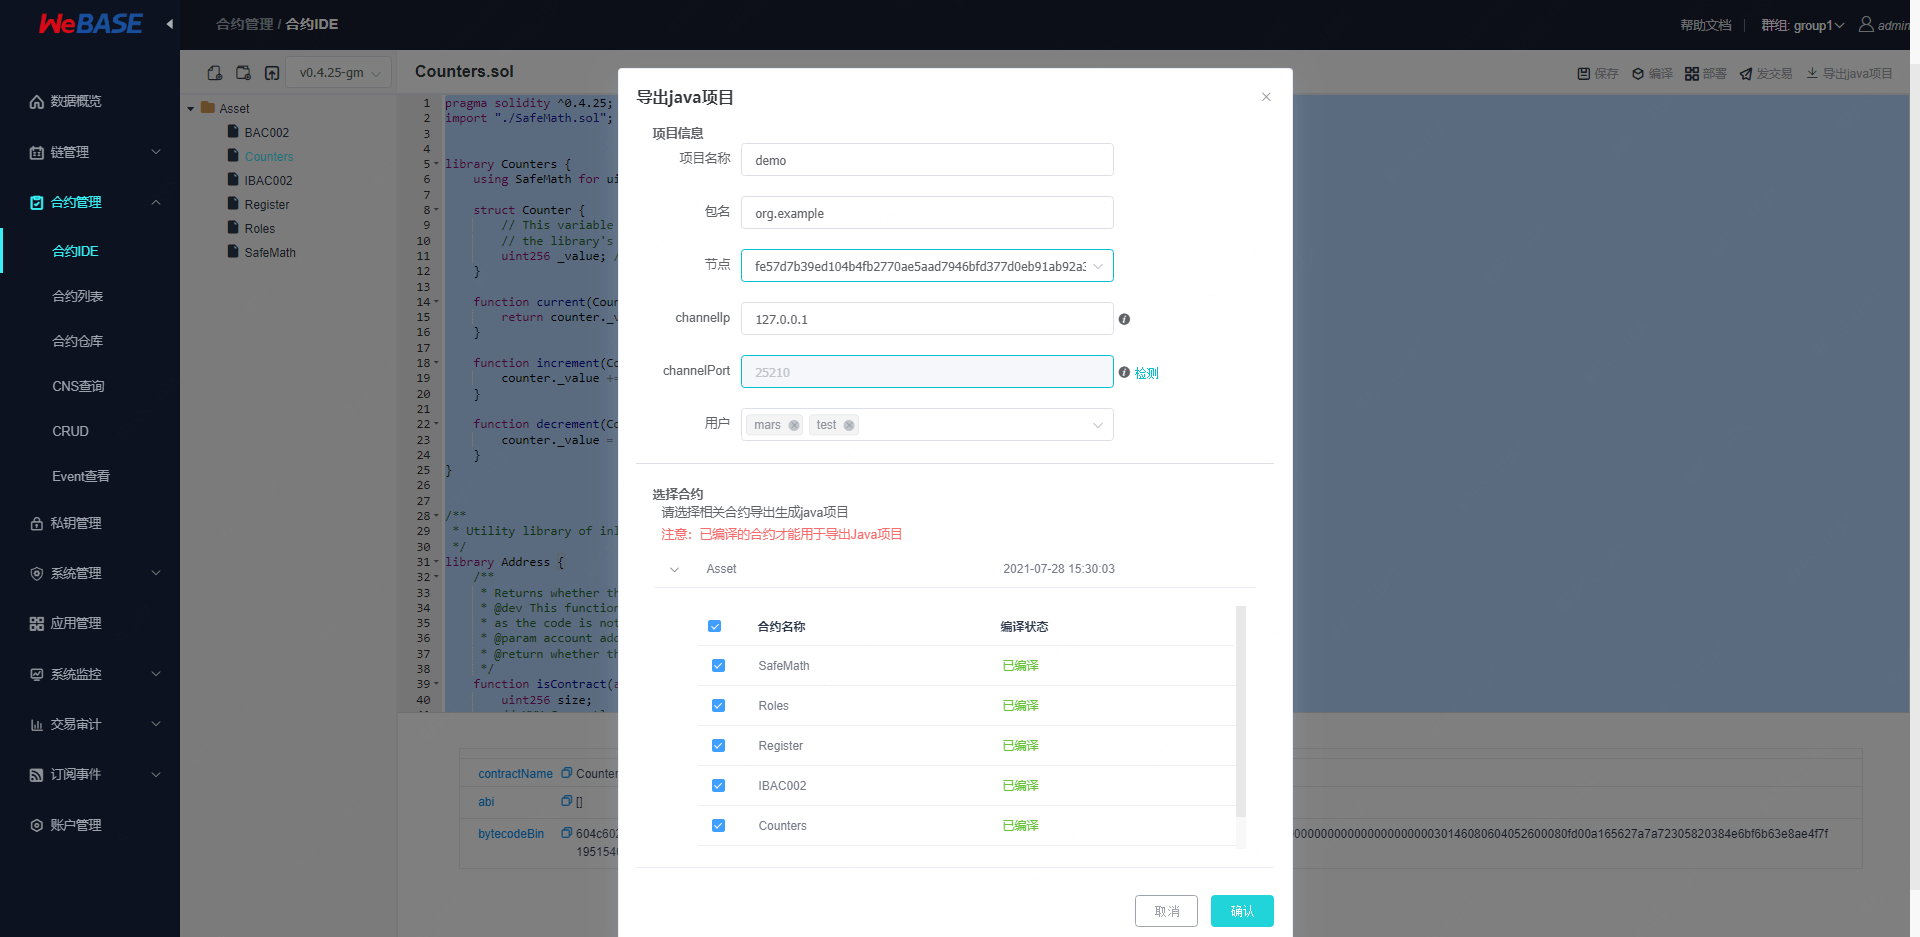 WeBASE
合约管理 / 合约IDE
帮助文档
群组: group1
admin
数据概览
链管理
合约管理
合约IDE
合约列表
合约仓库
CNS查询
CRUD
Event查看
私钥管理
系统管理
应用管理
系统监控
交易审计
订阅事件
账户管理
v0.4.25-gm
Asset
BAC002
Counters
IBAC002
Register
Roles
SafeMath
Counters.sol
保存
编译
部署
发交易
导出java项目
1 pragma solidity ^0.4.25;
2 import "./SafeMath.sol";
3
4
5 library Counters {
6 using SafeMath for ui
7
8 struct Counter {
9 // This variable
10 // the library's
11 uint256 _value; /
12 }
13
14 function current(Coun
15 return counter._v
16 }
17
18 function increment(Co
19 counter._value +=
20 }
21
22 function decrement(Co
23 counter._value =
24 }
25 }
26
27
28 /**
29 * Utility library of inl
30 */
31 library Address {
32 /**
33 * Returns whether th
34 * @dev This function
35 * as the code is not
36 * @param account add
37 * @return whether th
38 */
39 function isContract(a
40 uint256 size;
contractName Counter
abi []
bytecodeBin 604c602
195154
000000000000000000000030146080604052600080fd00a165627a7a72305820384e6bf6b63e8ae4f7f
导出java项目
项目信息
项目名称 demo
包名 org.example
节点 fe57d7b39ed104b4fb2770ae5aad7946bfd377d0eb91ab92a3
channelIp 127.0.0.1
channelPort 25210 检测
用户 mars test
选择合约
请选择相关合约导出生成java项目
注意：已编译的合约才能用于导出Java项目
Asset 2021-07-28 15:30:03
合约名称 编译状态
SafeMath 已编译
Roles 已编译
Register 已编译
IBAC002 已编译
Counters 已编译
取消
确认